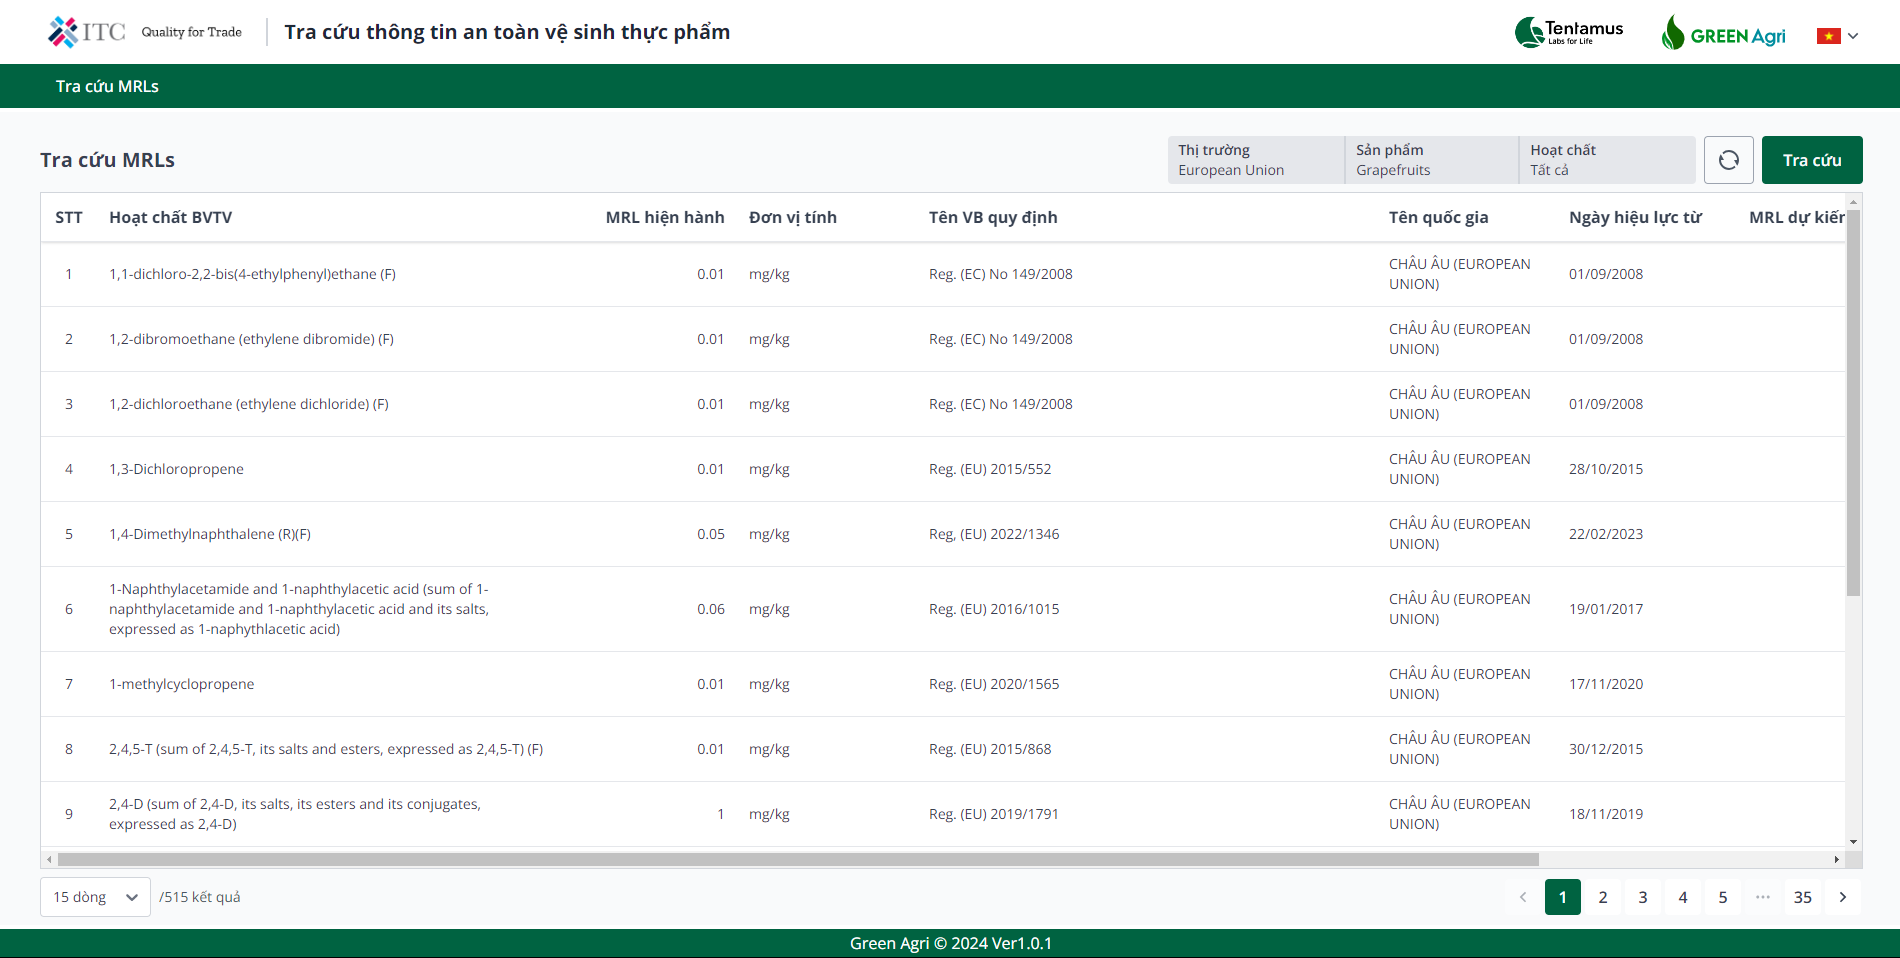 ITC Quality for Trade Tra cứu thông tin an toàn vệ sinh thực phẩm
Tentamus
Labs for Life
GREEN Agri
Tra cứu MRLs
Tra cứu MRLs
Thị trường Sản phẩm Hoạt chất
European Union Grapefruits Tất cả
Tra cứu
STT Hoạt chất BVTV MRL hiện hành Đơn vị tính Tên VB quy định Tên quốc gia Ngày hiệu lực từ MRL dự kiến
1 1,1-dichloro-2,2-bis(4-ethylphenyl)ethane (F) 0.01 mg/kg Reg. (EC) No 149/2008 CHÂU ÂU (EUROPEAN
UNION) 01/09/2008
2 1,2-dibromoethane (ethylene dibromide) (F) 0.01 mg/kg Reg. (EC) No 149/2008 CHÂU ÂU (EUROPEAN
UNION) 01/09/2008
3 1,2-dichloroethane (ethylene dichloride) (F) 0.01 mg/kg Reg. (EC) No 149/2008 CHÂU ÂU (EUROPEAN
UNION) 01/09/2008
4 1,3-Dichloropropene 0.01 mg/kg Reg. (EU) 2015/552 CHÂU ÂU (EUROPEAN
UNION) 28/10/2015
5 1,4-Dimethylnaphthalene (R)(F) 0.05 mg/kg Reg, (EU) 2022/1346 CHÂU ÂU (EUROPEAN
UNION) 22/02/2023
6 1-Naphthylacetamide and 1-naphthylacetic acid (sum of 1-
naphthylacetamide and 1-naphthylacetic acid and its salts,
expressed as 1-naphythlacetic acid) 0.06 mg/kg Reg. (EU) 2016/1015 CHÂU ÂU (EUROPEAN
UNION) 19/01/2017
7 1-methylcyclopropene 0.01 mg/kg Reg. (EU) 2020/1565 CHÂU ÂU (EUROPEAN
UNION) 17/11/2020
8 2,4,5-T (sum of 2,4,5-T, its salts and esters, expressed as 2,4,5-T) (F) 0.01 mg/kg Reg. (EU) 2015/868 CHÂU ÂU (EUROPEAN
UNION) 30/12/2015
9 2,4-D (sum of 2,4-D, its salts, its esters and its conjugates,
expressed as 2,4-D) 1 mg/kg Reg. (EU) 2019/1791 CHÂU ÂU (EUROPEAN
UNION) 18/11/2019
15 dòng /515 kết quả 1 2 3 4 5 ··· 35
Green Agri © 2024 Ver1.0.1